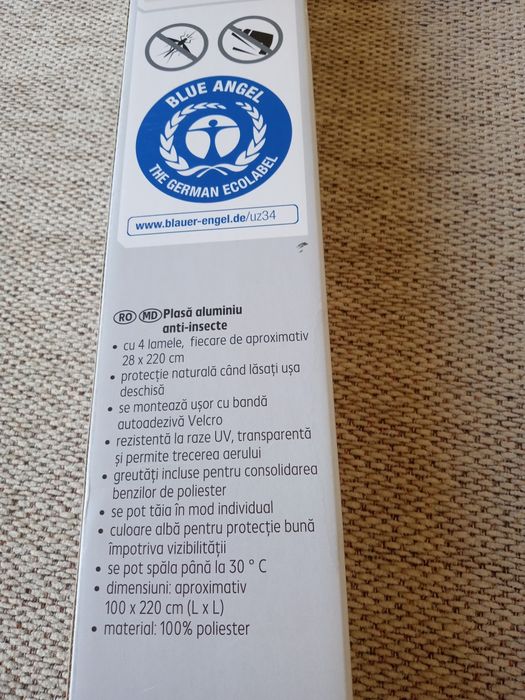 BLUE ANGEL
THE GERMAN ECOLABEL
www.blauer-engel.de/uz34
RO MD Plasă aluminiu
anti-insecte
• cu 4 lamele, fiecare de aproximativ
28 x 220 cm
• protecție naturală când lăsați ușa
deschisă
• se montează ușor cu bandă
autoadezivă Velcro
• rezistentă la raze UV, transparentă
și permite trecerea aerului
• greutăți incluse pentru consolidarea
benzilor de poliester
• se pot tăia în mod individual
• culoare albă pentru protecție bună
împotriva vizibilității
• se pot spăla până la 30 ° C
• dimensiuni: aproximativ
100 x 220 cm (L x L)
• material: 100% poliester